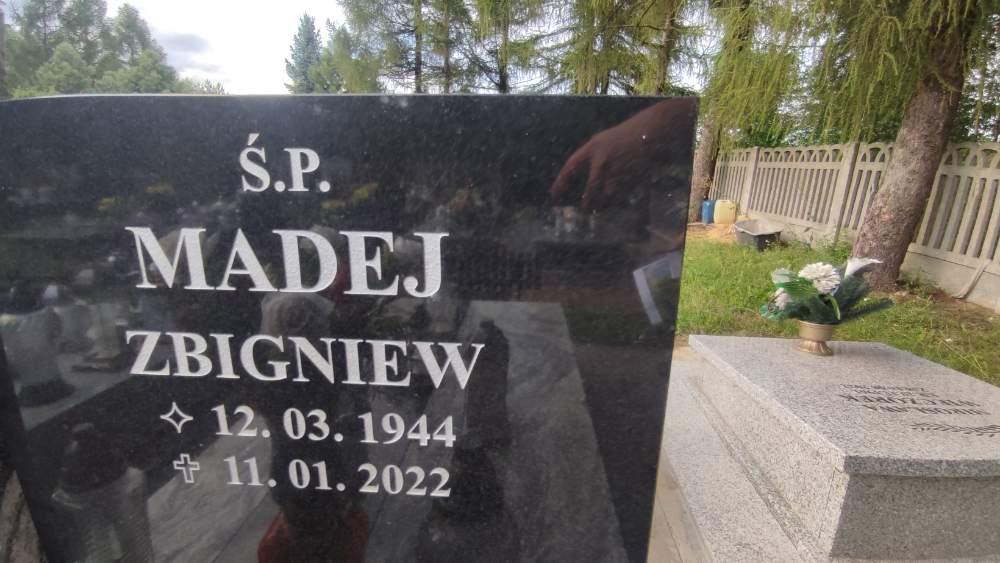 Ś.P.
MADEJ
ZBIGNIEW
12. 03. 1944
11. 01. 2022